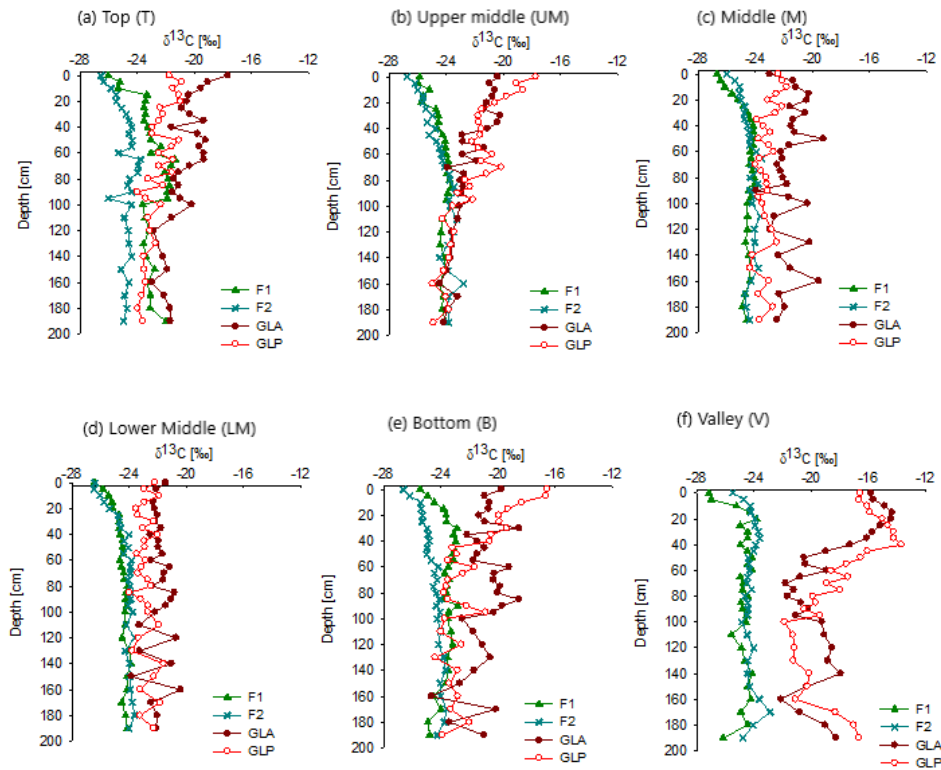 (a) Top (T)
δ13C [‰]
-28 -24 -20 -16 -12
0
20
40
60
80
100
120
140
160
180
200
Depth [cm]
F1
F2
GLA
GLP
(b) Upper middle (UM)
δ13C [‰]
-28 -24 -20 -16 -12
0
20
40
60
80
100
120
140
160
180
200
Depth [cm]
F1
F2
GLA
GLP
(c) Middle (M)
δ13C [‰]
-28 -24 -20 -16 -12
0
20
40
60
80
100
120
140
160
180
200
Depth [cm]
F1
F2
GLA
GLP
(d) Lower Middle (LM)
δ13C [‰]
-28 -24 -20 -16 -12
0
20
40
60
80
100
120
140
160
180
200
Depth [cm]
F1
F2
GLA
GLP
(e) Bottom (B)
δ13C [‰]
-28 -24 -20 -16 -12
0
20
40
60
80
100
120
140
160
180
200
Depth [cm]
F1
F2
GLA
GLP
(f) Valley (V)
δ13C [‰]
-28 -24 -20 -16 -12
0
20
40
60
80
100
120
140
160
180
200
Depth [cm]
F1
F2
GLA
GLP